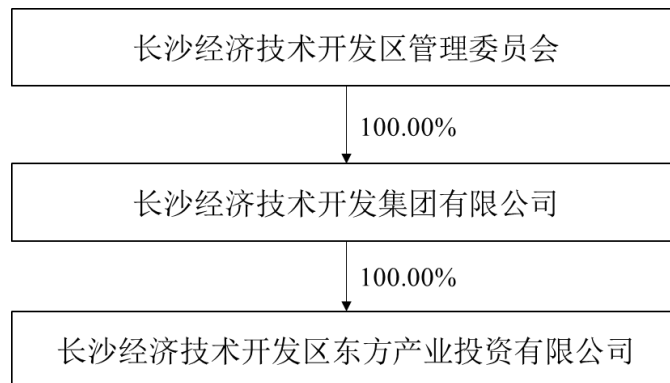 长沙经济技术开发区管理委员会
100.00%
长沙经济技术开发集团有限公司
100.00%
长沙经济技术开发区东方产业投资有限公司